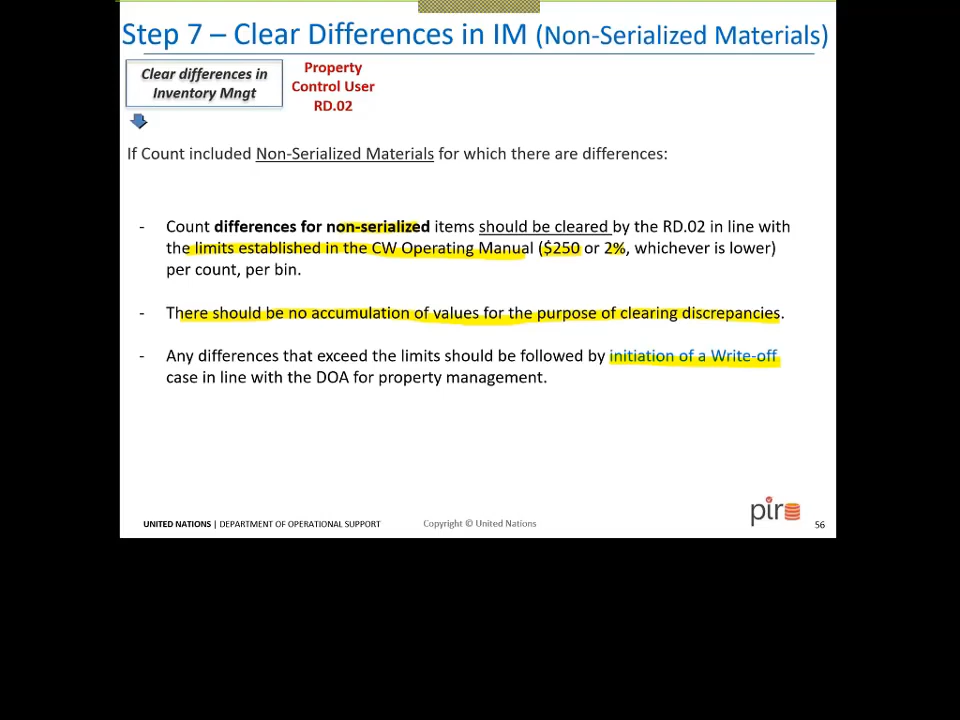 Step 7 – Clear Differences in IM (Non-Serialized Materials)
Clear differences in
Inventory Mngt
Property
Control User
RD.02
If Count included Non-Serialized Materials for which there are differences:
- Count differences for non-serialized items should be cleared by the RD.02 in line with
the limits established in the CW Operating Manual ($250 or 2%, whichever is lower)
per count, per bin.
- There should be no accumulation of values for the purpose of clearing discrepancies.
- Any differences that exceed the limits should be followed by initiation of a Write-off
case in line with the DOA for property management.
UNITED NATIONS | DEPARTMENT OF OPERATIONAL SUPPORT
Copyright © United Nations
pir
56